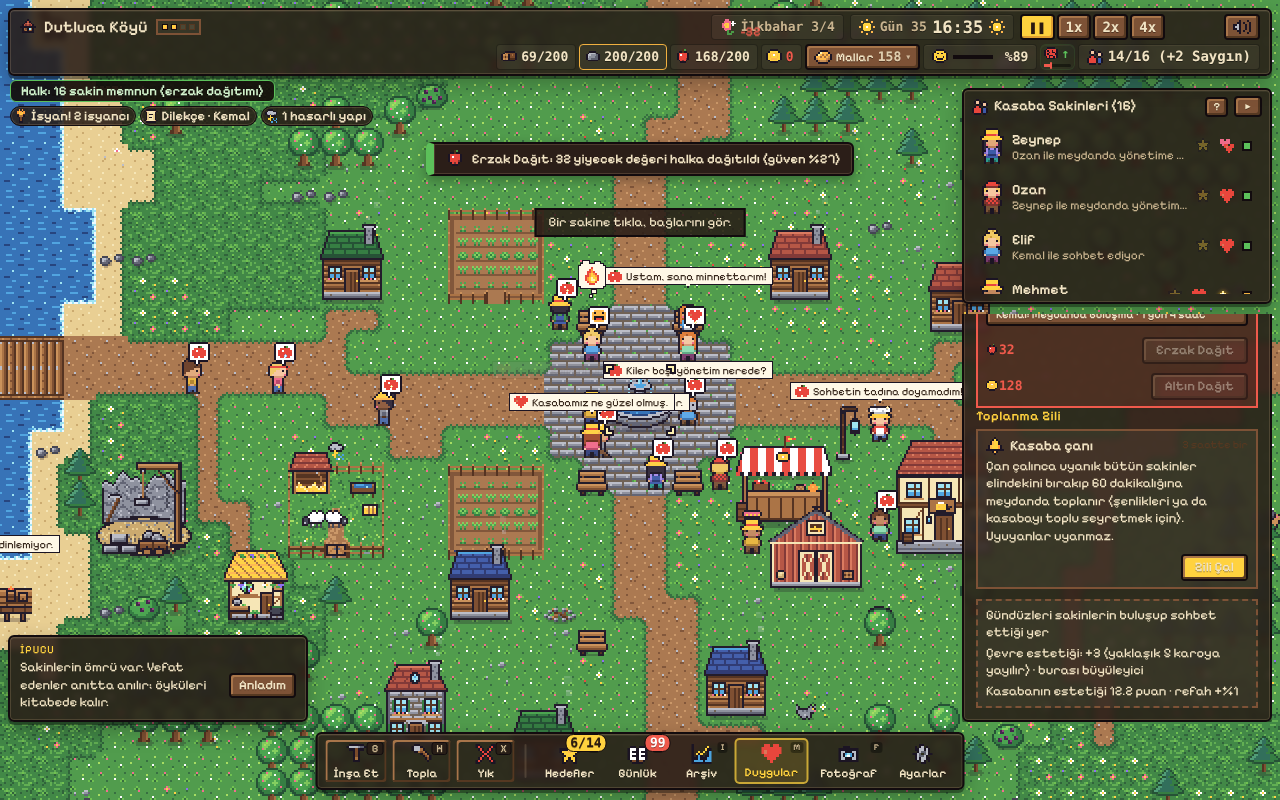 Dutluca Köyü
İlkbahar 3/4
Gün 35 16:35
1x
2x
4x
69/200
200/200
168/200
0
Mallar 158
%89
14/16 (+2 Saygın)
Halk: 16 sakin memnun (erzak dağıtımı)
İsyan! 2 isyancı
Dilekçe · Kemal
1 hasarlı yapı
Erzak Dağıt: 32 yiyecek değeri halka dağıtıldı (güven %27)
Bir sakine tıkla, bağlarını gör.
Kasaba Sakinleri (16)
?
Zeynep
Ozan ile meydanda yönetime ...
Ozan
Zeynep ile meydanda yönetim...
Elif
Kemal ile sohbet ediyor
Mehmet
32
Erzak Dağıt
128
Altın Dağıt
Toplanma Zili
Kasaba çanı
Çan çalınca uyanık bütün sakinler
elindekini bırakıp 60 dakikalığına
meydanda toplanır (şenlikleri ya da
kasabayı toplu seyretmek için).
Uyuyanlar uyanmaz.
Zili Çal
Gündüzleri sakinlerin buluşup sohbet
ettiği yer
Çevre estetiği: +3 (yaklaşık 8 karoya
yayılır) · burası büyüleyici
Kasabanın estetiği 12.2 puan · refah +%1
Ustam, sana minnettarım!
Kiler boş, yönetim nerede?
Kasabamız ne güzel olmuş.
Sohbetin tadına doyamadım!
dinlemiyor.
İPUCU
Sakinlerin ömrü var. Vefat
edenler anıtta anılır; öyküleri
kitabede kalır.
Anladım
İnşa Et
B
Topla
H
Yık
X
Hedefler
6/14
Günlük
99
Arşiv
I
Duygular
M
Fotoğraf
F
Ayarlar